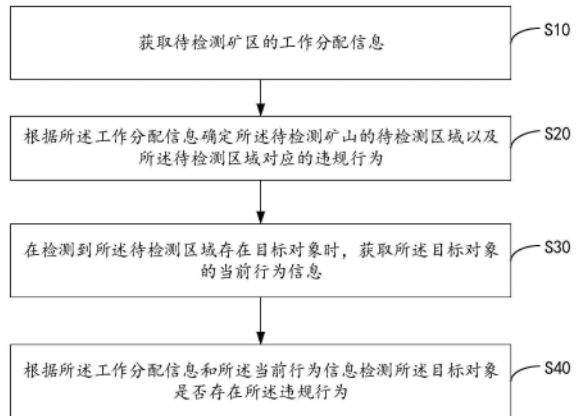 获取待检测矿区的工作分配信息
S10
根据所述工作分配信息确定所述待检测矿山的待检测区域以及
所述待检测区域对应的违规行为
S20
在检测到所述待检测区域存在目标对象时，获取所述目标对象
的当前行为信息
S30
根据所述工作分配信息和所述当前行为信息检测所述目标对象
是否存在所述违规行为
S40